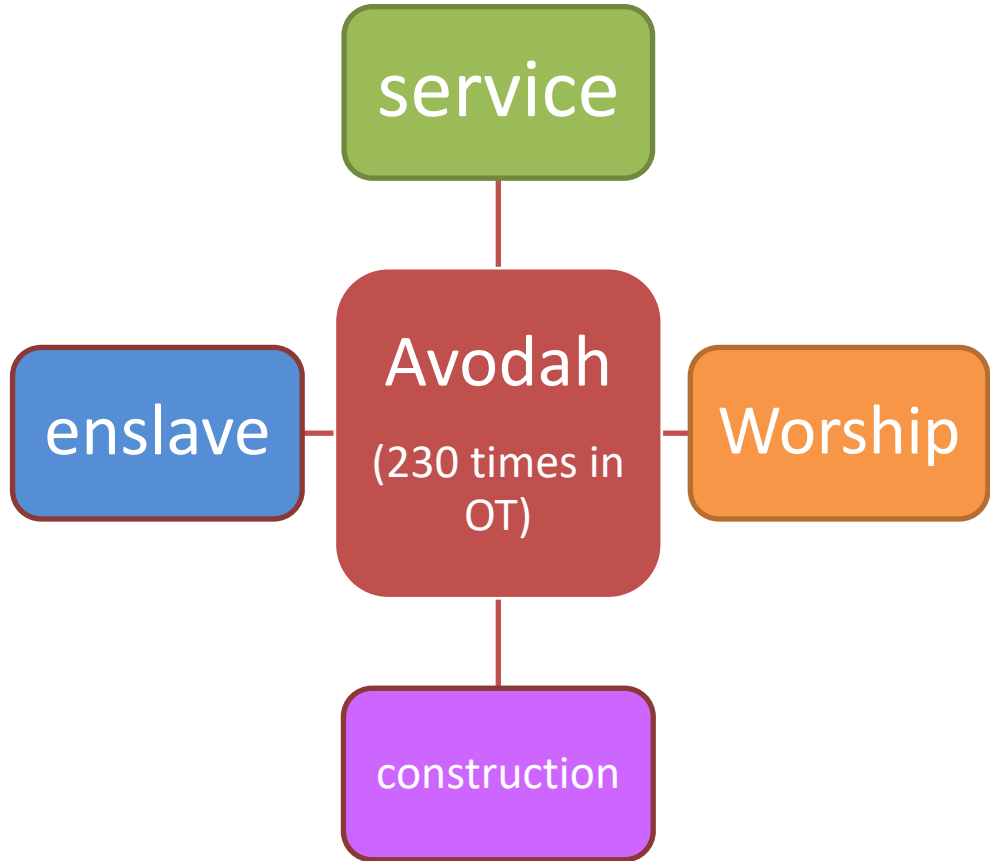 service
Avodah
(230 times in
OT)
enslave
Worship
construction